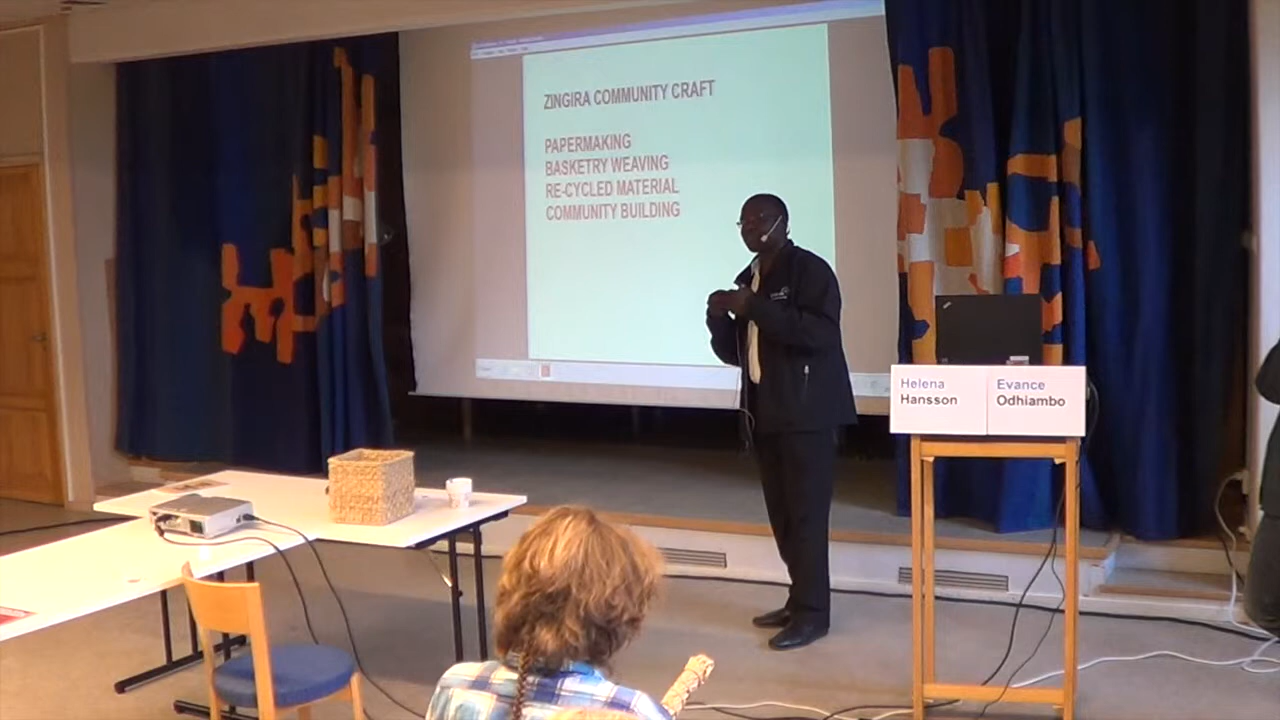 ZINGIRA COMMUNITY CRAFT
PAPERMAKING
BASKETRY WEAVING
RE-CYCLED MATERIAL
COMMUNITY BUILDING
Helena
Hansson
Evance
Odhiambo